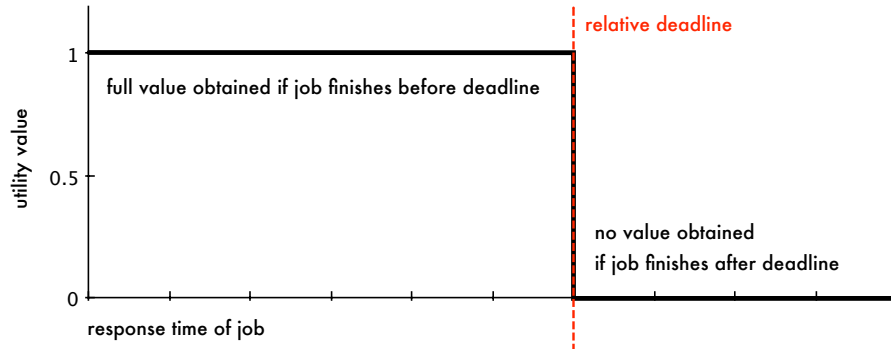 relative deadline
1
full value obtained if job finishes before deadline
utility value
0.5
no value obtained
if job finishes after deadline
0
response time of job